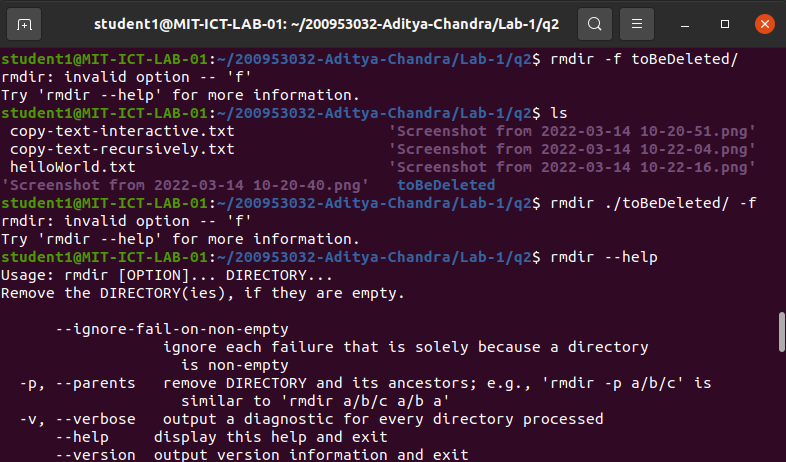 student1@MIT-ICT-LAB-01: ~/200953032-Aditya-Chandra/Lab-1/q2
student1@MIT-ICT-LAB-01:~/200953032-Aditya-Chandra/Lab-1/q2$ rmdir -f toBeDeleted/
rmdir: invalid option -- 'f'
Try 'rmdir --help' for more information.
student1@MIT-ICT-LAB-01:~/200953032-Aditya-Chandra/Lab-1/q2$ ls
copy-text-interactive.txt 'Screenshot from 2022-03-14 10-20-51.png'
copy-text-recursively.txt 'Screenshot from 2022-03-14 10-22-04.png'
helloWorld.txt 'Screenshot from 2022-03-14 10-22-16.png'
'Screenshot from 2022-03-14 10-20-40.png' toBeDeleted
student1@MIT-ICT-LAB-01:~/200953032-Aditya-Chandra/Lab-1/q2$ rmdir ./toBeDeleted/ -f
rmdir: invalid option -- 'f'
Try 'rmdir --help' for more information.
student1@MIT-ICT-LAB-01:~/200953032-Aditya-Chandra/Lab-1/q2$ rmdir --help
Usage: rmdir [OPTION]... DIRECTORY...
Remove the DIRECTORY(ies), if they are empty.
--ignore-fail-on-non-empty
ignore each failure that is solely because a directory
is non-empty
-p, --parents remove DIRECTORY and its ancestors; e.g., 'rmdir -p a/b/c' is
similar to 'rmdir a/b/c a/b a'
-v, --verbose output a diagnostic for every directory processed
--help display this help and exit
--version output version information and exit